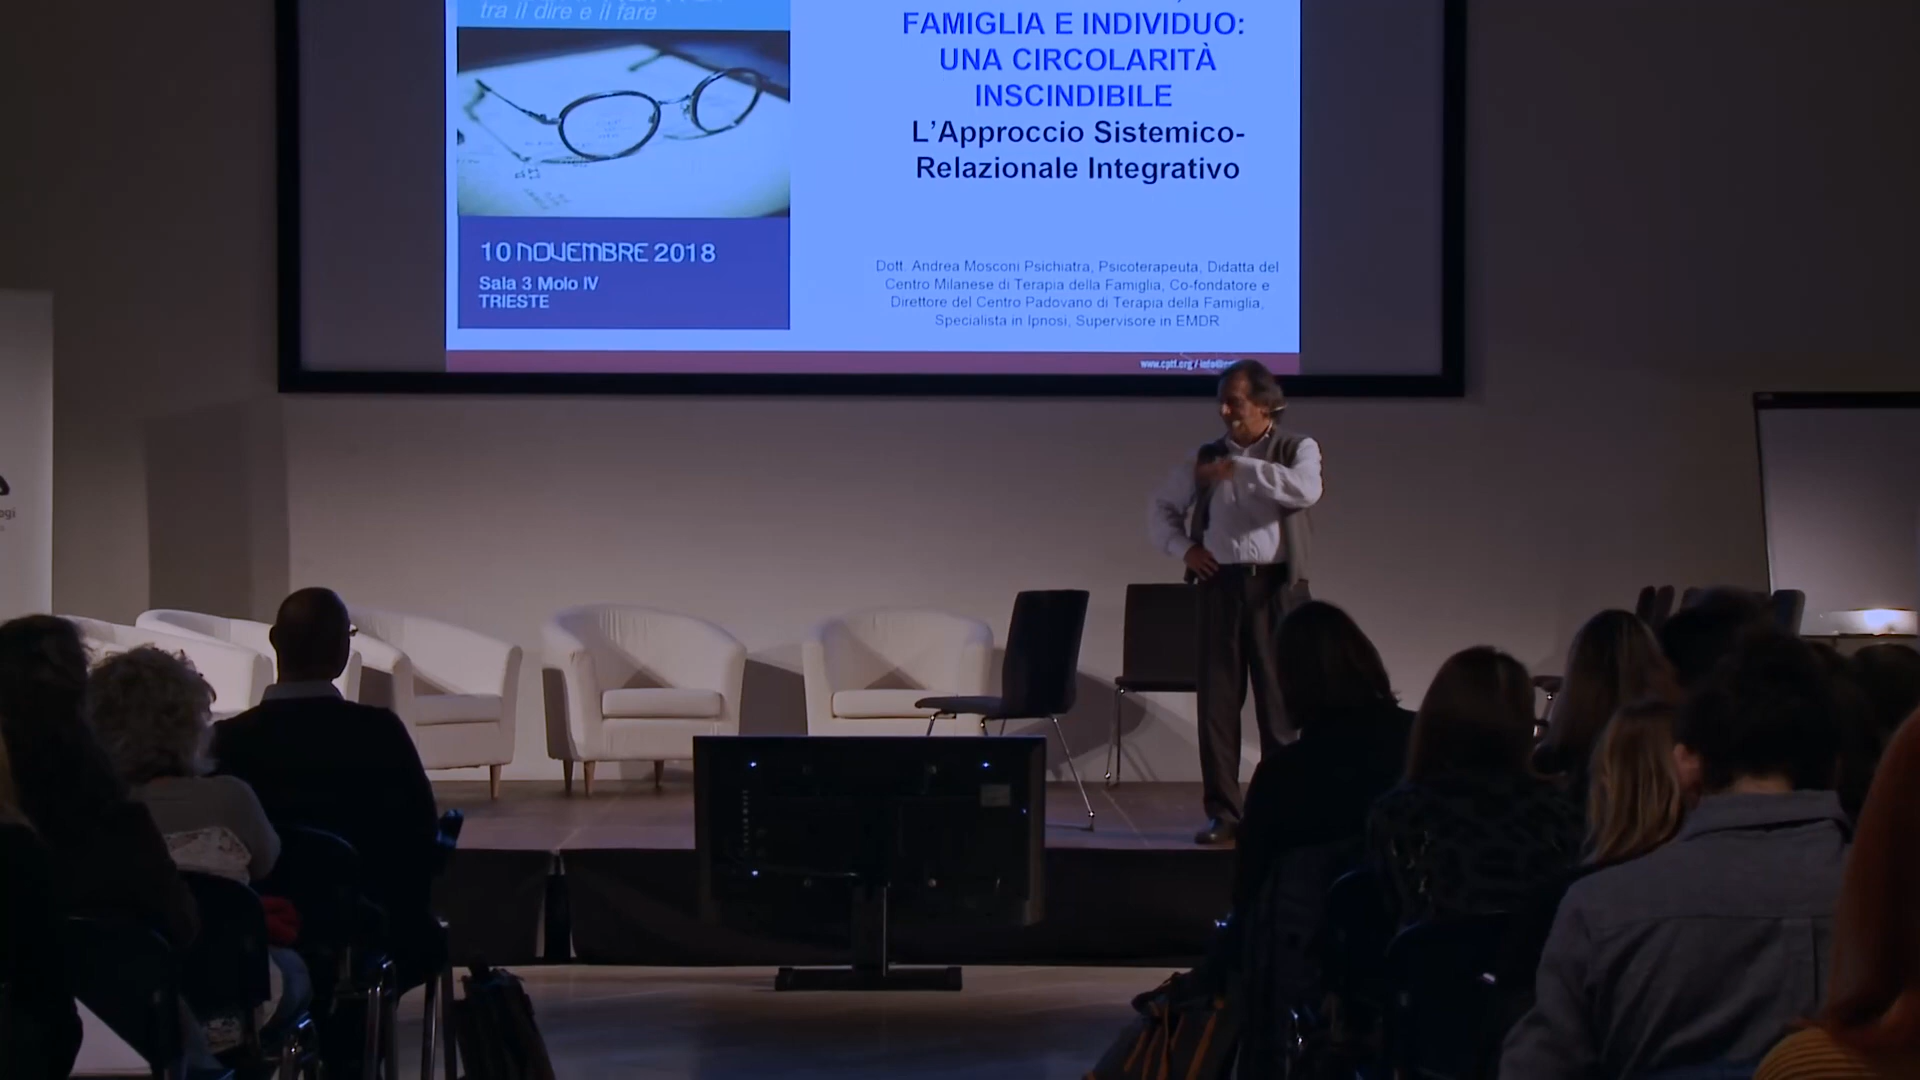 tra il dire e il fare
10 NOVEMBRE 2018
Sala 3 Molo IV
TRIESTE
FAMIGLIA E INDIVIDUO:
UNA CIRCOLARITÀ
INSCINDIBILE
L'Approccio Sistemico-
Relazionale Integrativo
Dott. Andrea Mosconi Psichiatra, Psicoterapeuta, Didatta del
Centro Milanese di Terapia della Famiglia, Co-fondatore e
Direttore del Centro Padovano di Terapia della Famiglia,
Specialista in Ipnosi, Supervisore in EMDR
www.cptf.org /
ogi